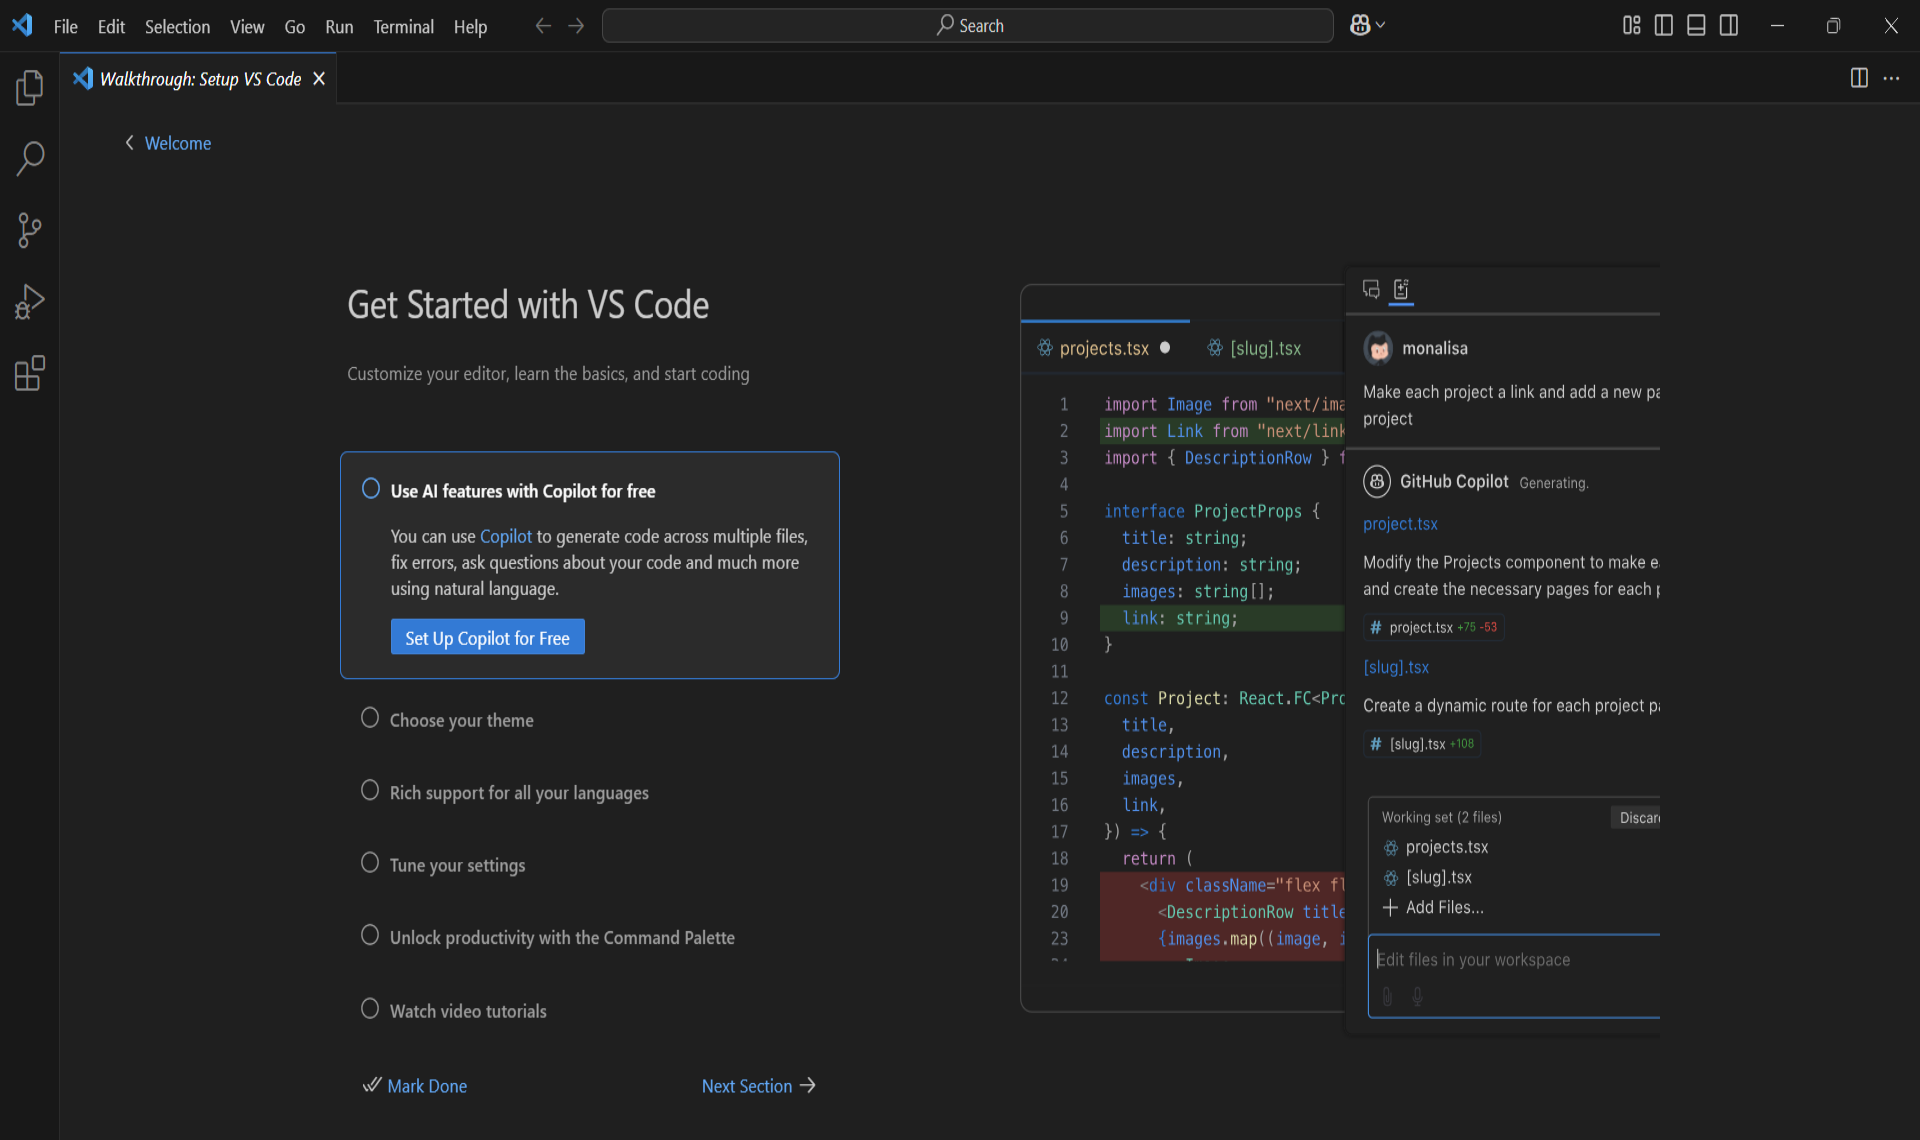 File Edit Selection View Go Run Terminal Help
Search
Walkthrough: Setup VS Code
Welcome
Get Started with VS Code
Customize your editor, learn the basics, and start coding
Use AI features with Copilot for free
You can use Copilot to generate code across multiple files,
fix errors, ask questions about your code and much more
using natural language.
Set Up Copilot for Free
Choose your theme
Rich support for all your languages
Tune your settings
Unlock productivity with the Command Palette
Watch video tutorials
Mark Done
Next Section
projects.tsx
[slug].tsx
1 import Image from "next/ima
2 import Link from "next/link
3 import { DescriptionRow } f
4
5 interface ProjectProps {
6 title: string;
7 description: string;
8 images: string[];
9 link: string;
10 }
11
12 const Project: React.FC<Pro
13 title,
14 description,
15 images,
16 link,
17 }) => {
18 return (
19 <div className="flex fl
20 <DescriptionRow title
23 {images.map((image, i
monalisa
Make each project a link and add a new pa
project
GitHub Copilot Generating.
project.tsx
Modify the Projects component to make e
and create the necessary pages for each p
# project.tsx +75 -53
[slug].tsx
Create a dynamic route for each project pa
# [slug].tsx +108
Working set (2 files)
Discar
projects.tsx
[slug].tsx
Add Files...
Edit files in your workspace